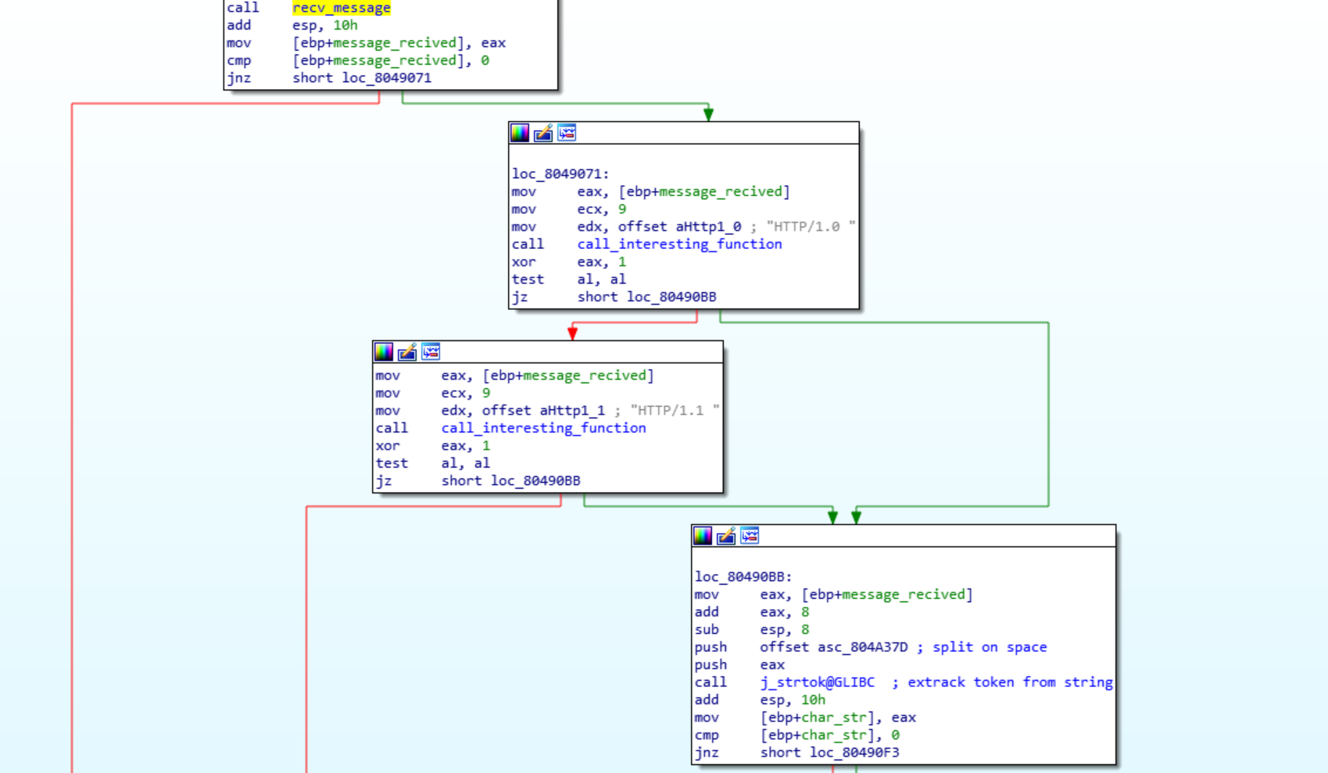 call recv_message
add esp, 10h
mov [ebp+message_recived], eax
cmp [ebp+message_recived], 0
jnz short loc_8049071
loc_8049071:
mov eax, [ebp+message_recived]
mov ecx, 9
mov edx, offset aHttp1_0 ; "HTTP/1.0 "
call call_interesting_function
xor eax, 1
test al, al
jz short loc_80490BB
mov eax, [ebp+message_recived]
mov ecx, 9
mov edx, offset aHttp1_1 ; "HTTP/1.1 "
call call_interesting_function
xor eax, 1
test al, al
jz short loc_80490BB
loc_80490BB:
mov eax, [ebp+message_recived]
add eax, 8
sub esp, 8
push offset asc_804A37D ; split on space
push eax
call j_strtok@GLIBC ; extrack token from string
add esp, 10h
mov [ebp+char_str], eax
cmp [ebp+char_str], 0
jnz short loc_80490F3